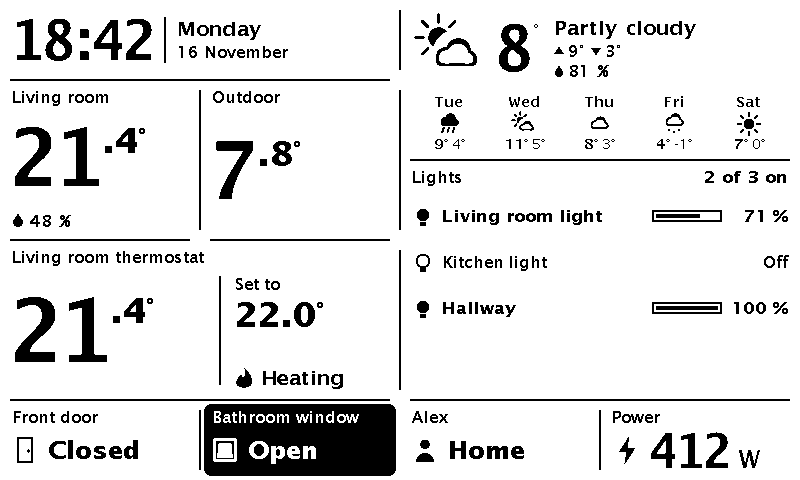 18:42
Monday
16 November
8°
Partly cloudy
▲ 9° ▼ 3°
81 %
Living room
21.4°
48 %
Outdoor
7.8°
Tue Wed Thu Fri Sat
9° 4° 11° 5° 8° 3° 4° -1° 7° 0°
Lights 2 of 3 on
Living room light 71 %
Kitchen light Off
Hallway 100 %
Living room thermostat
21.4°
Set to
22.0°
Heating
Front door
Closed
Bathroom window
Open
Alex
Home
Power
412 W